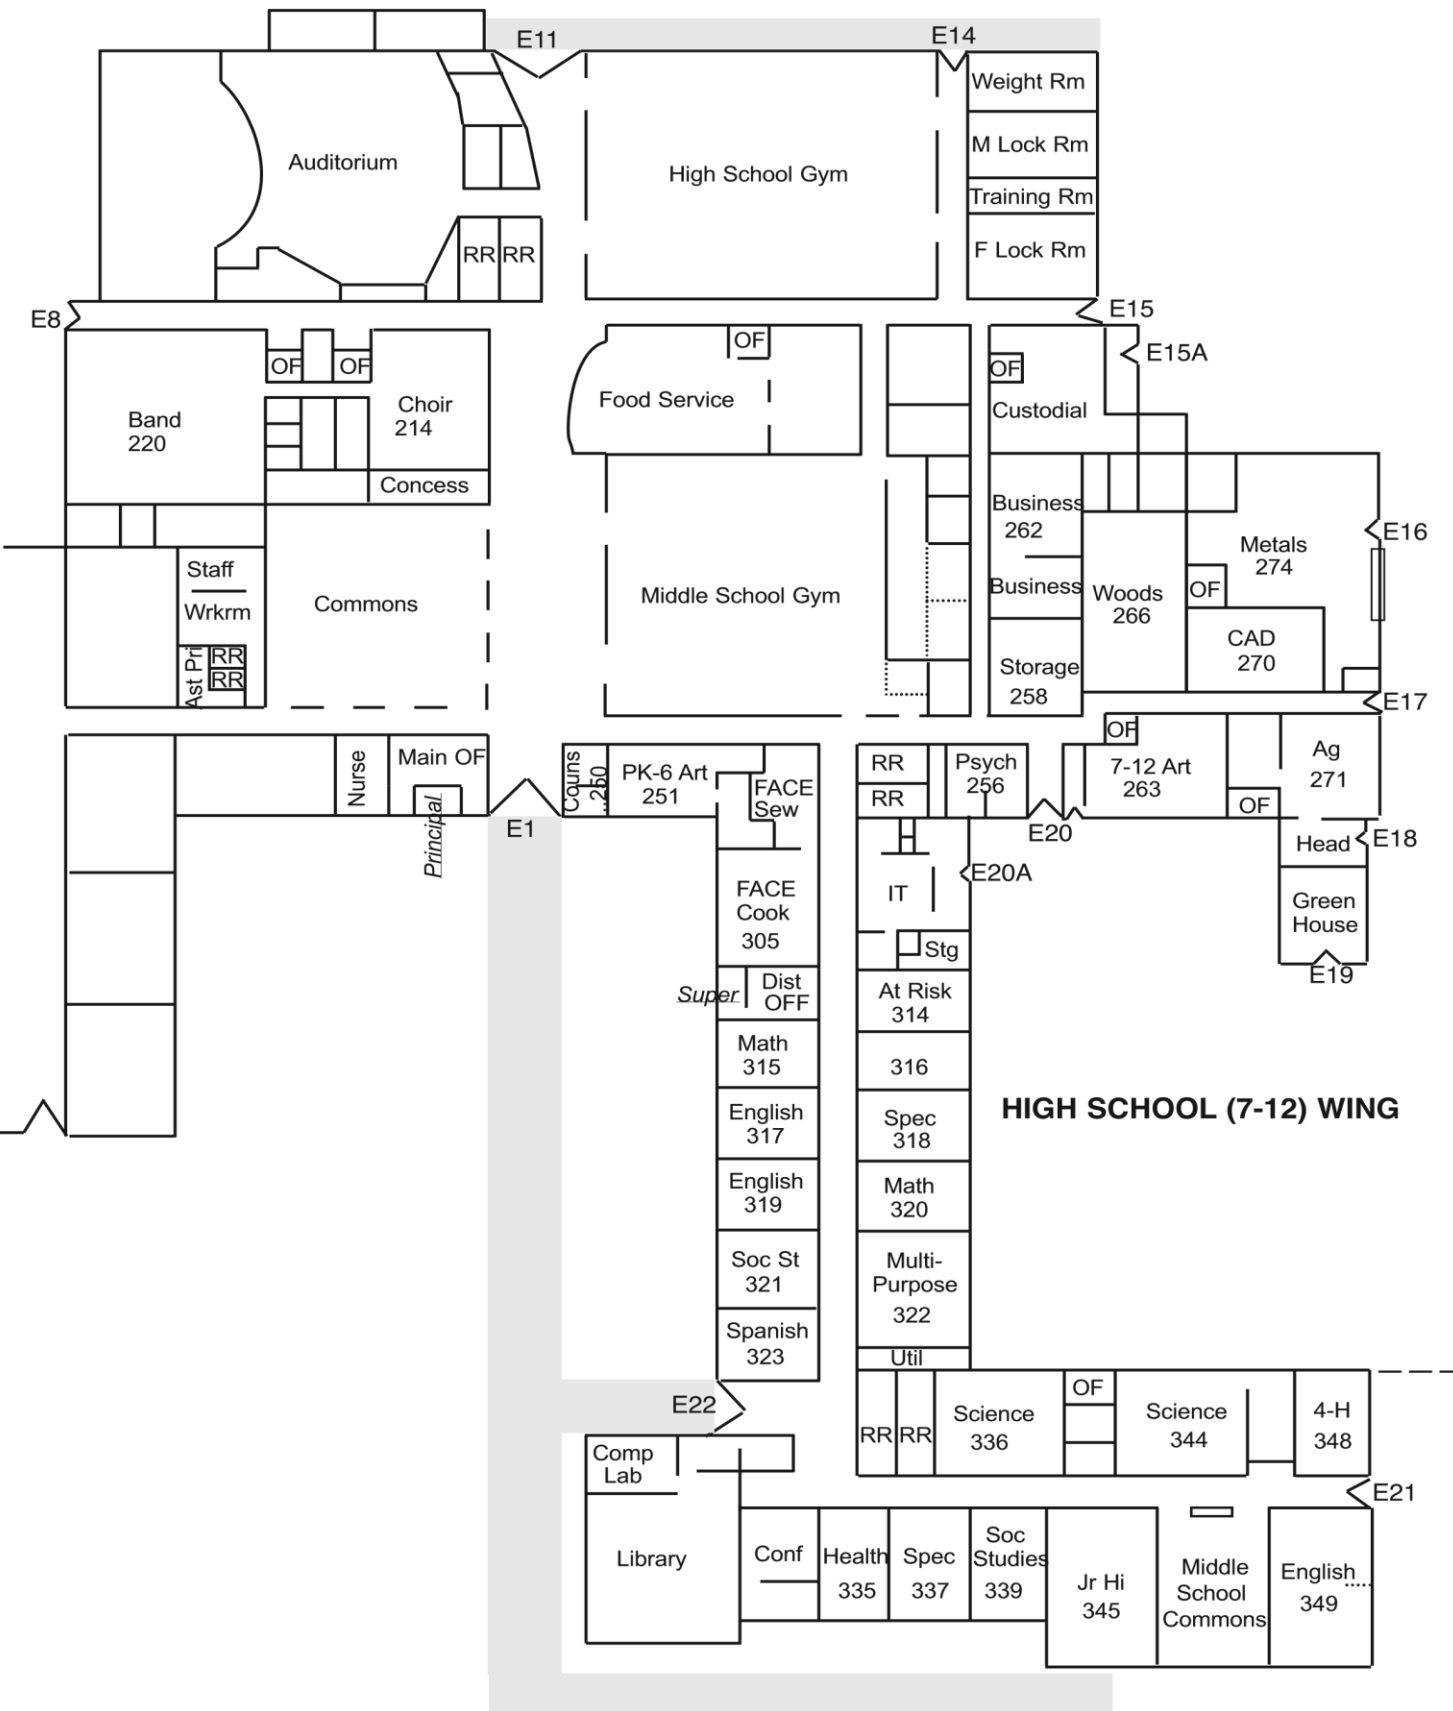 E11
E14
Weight Rm
M Lock Rm
Auditorium
High School Gym
Training Rm
RR
RR
F Lock Rm
E8
E15
OF
OF
OF
E15A
OF
Food Service
Custodial
Choir
214
Band
220
Concess
Business
262
E16
Metals
274
Staff
Wrkrm
Commons
Middle School Gym
Business
Woods
266
OF
CAD
270
RR
RR
Ast Pri
Storage
258
E17
OF
Nurse
Main OF
Principal
E1
Couns
250
PK-6 Art
251
FACE
Sew
RR
RR
Psych
256
E20
7-12 Art
263
OF
Ag
271
Head
E18
Green
House
E19
FACE
Cook
305
IT
E20A
Stg
Super
Dist
OFF
At Risk
314
Math
315
316
HIGH SCHOOL (7-12) WING
English
317
Spec
318
English
319
Math
320
Soc St
321
Multi-
Purpose
322
Spanish
323
Util
E22
RR
RR
Science
336
OF
Science
344
4-H
348
Comp
Lab
E21
Library
Conf
Health
335
Spec
337
Soc
Studies
339
Jr Hi
345
Middle
School
Commons
English
349